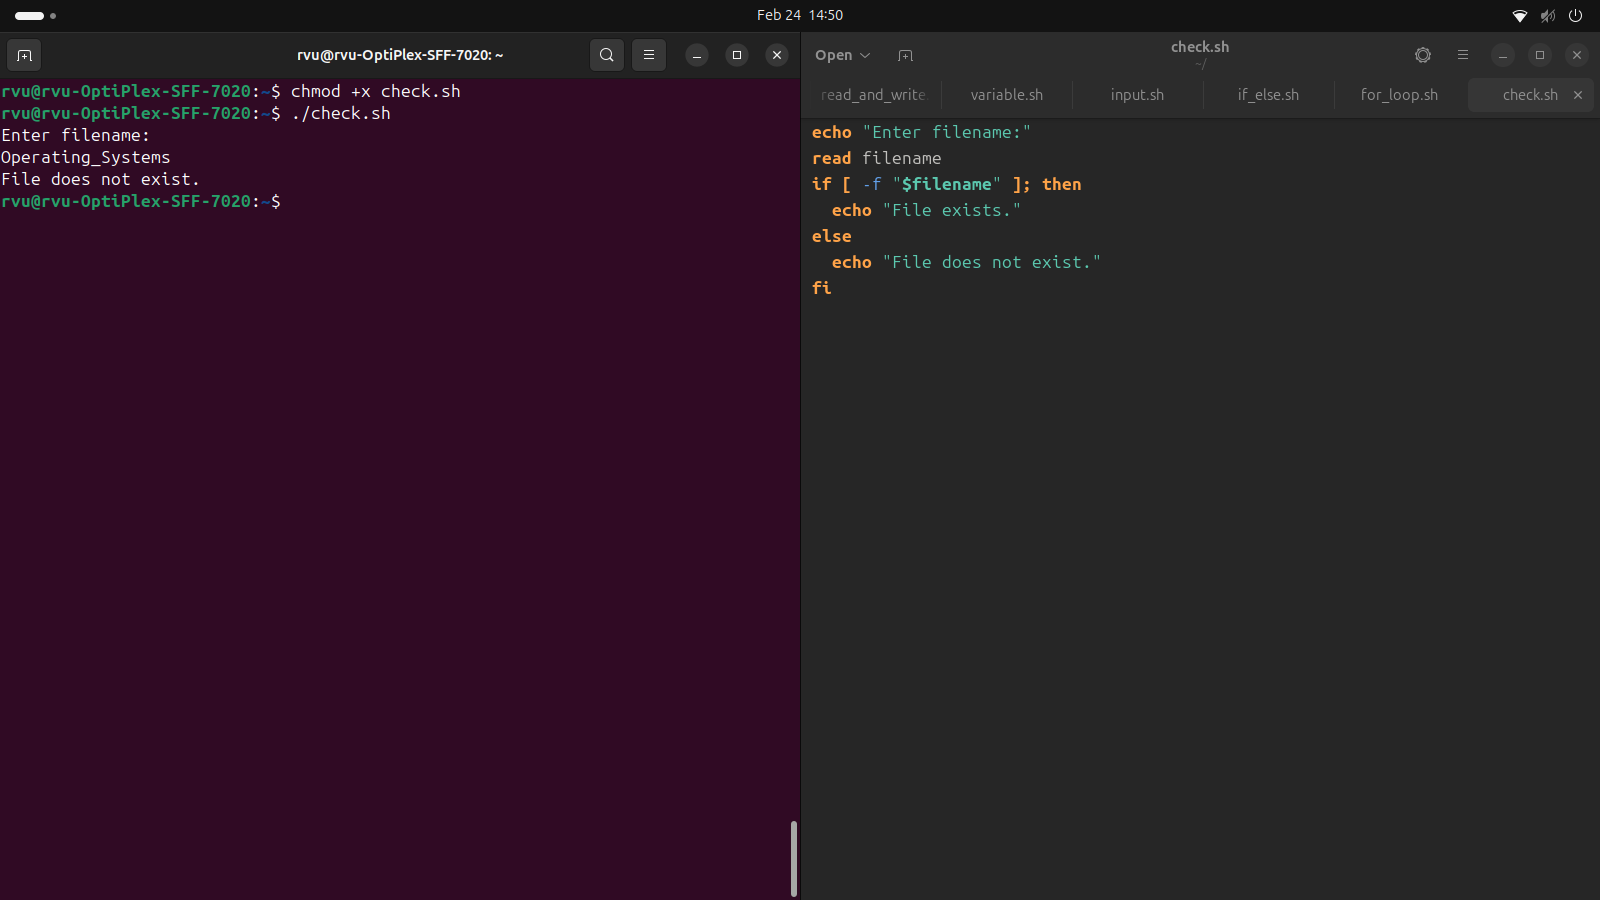 Feb 24 14:50
rvu@rvu-OptiPlex-SFF-7020: ~
rvu@rvu-OptiPlex-SFF-7020:~$ chmod +x check.sh
rvu@rvu-OptiPlex-SFF-7020:~$ ./check.sh
Enter filename:
Operating_Systems
File does not exist.
rvu@rvu-OptiPlex-SFF-7020:~$
Open
check.sh
~/
read_and_write.
variable.sh
input.sh
if_else.sh
for_loop.sh
check.sh
echo "Enter filename:"
read filename
if [ -f "$filename" ]; then
  echo "File exists."
else
  echo "File does not exist."
fi